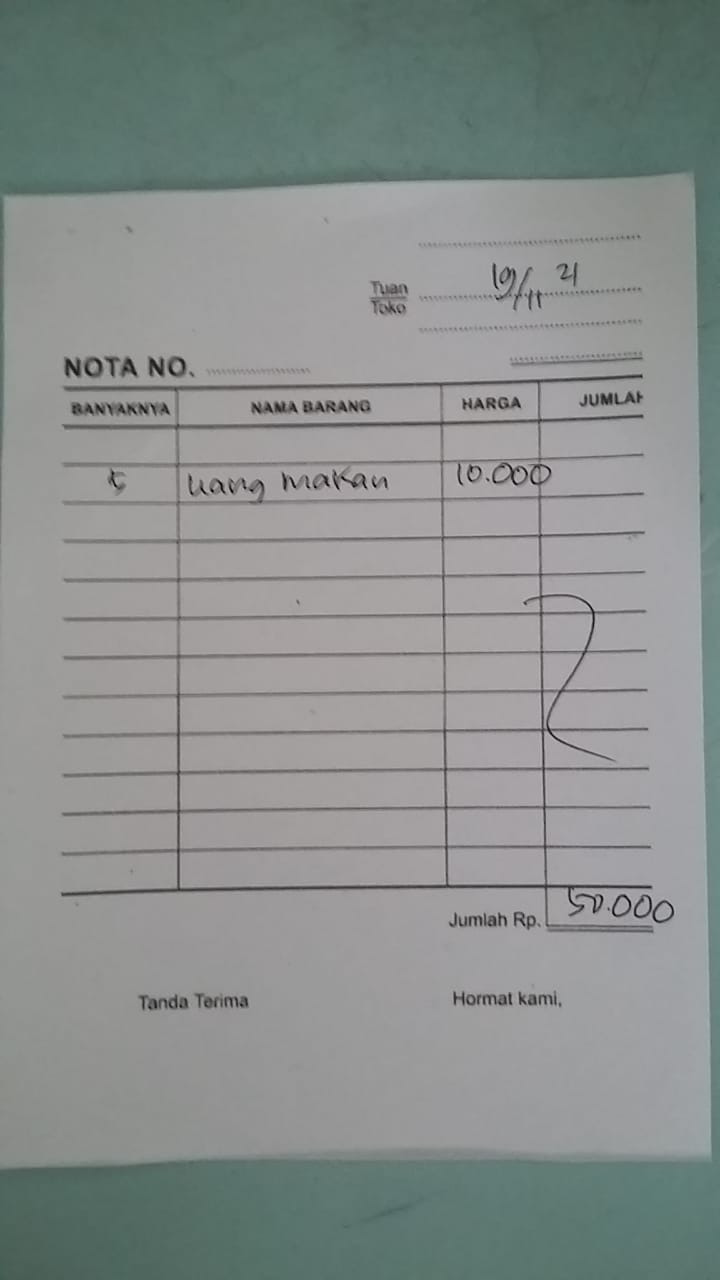 19/11 21
Tuan
Toko
NOTA NO.
BANYAKNYA NAMA BARANG HARGA JUMLAH
5 uang makan 10.000
Jumlah Rp. 50.000
Tanda Terima Hormat kami,